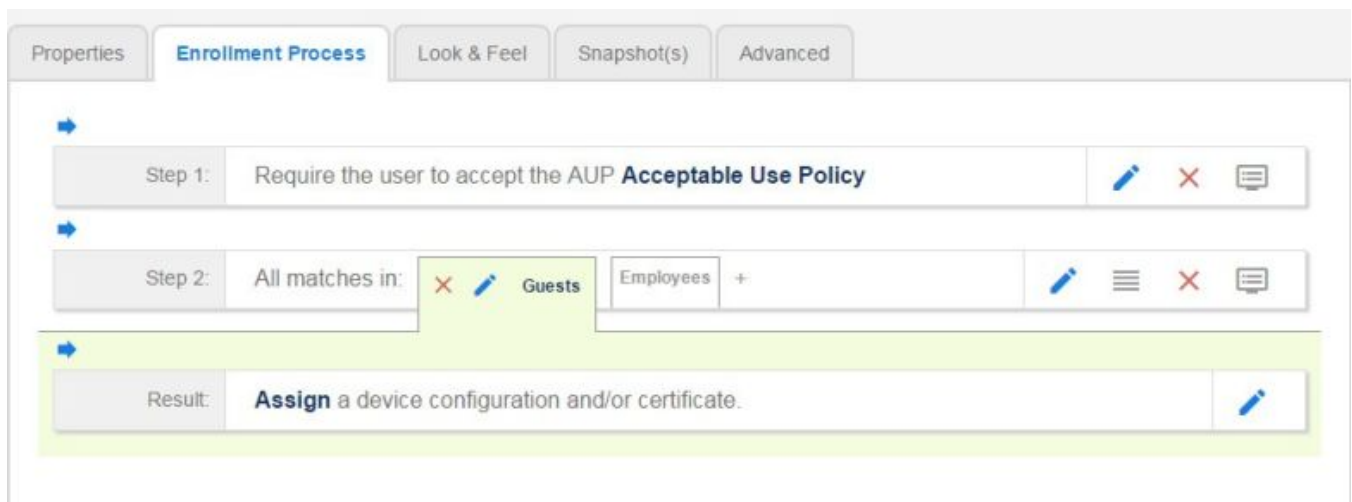 Properties Enrollment Process Look & Feel Snapshot(s) Advanced
Step 1: Require the user to accept the AUP Acceptable Use Policy
Step 2: All matches in: Guests Employees +
Result: Assign a device configuration and/or certificate.